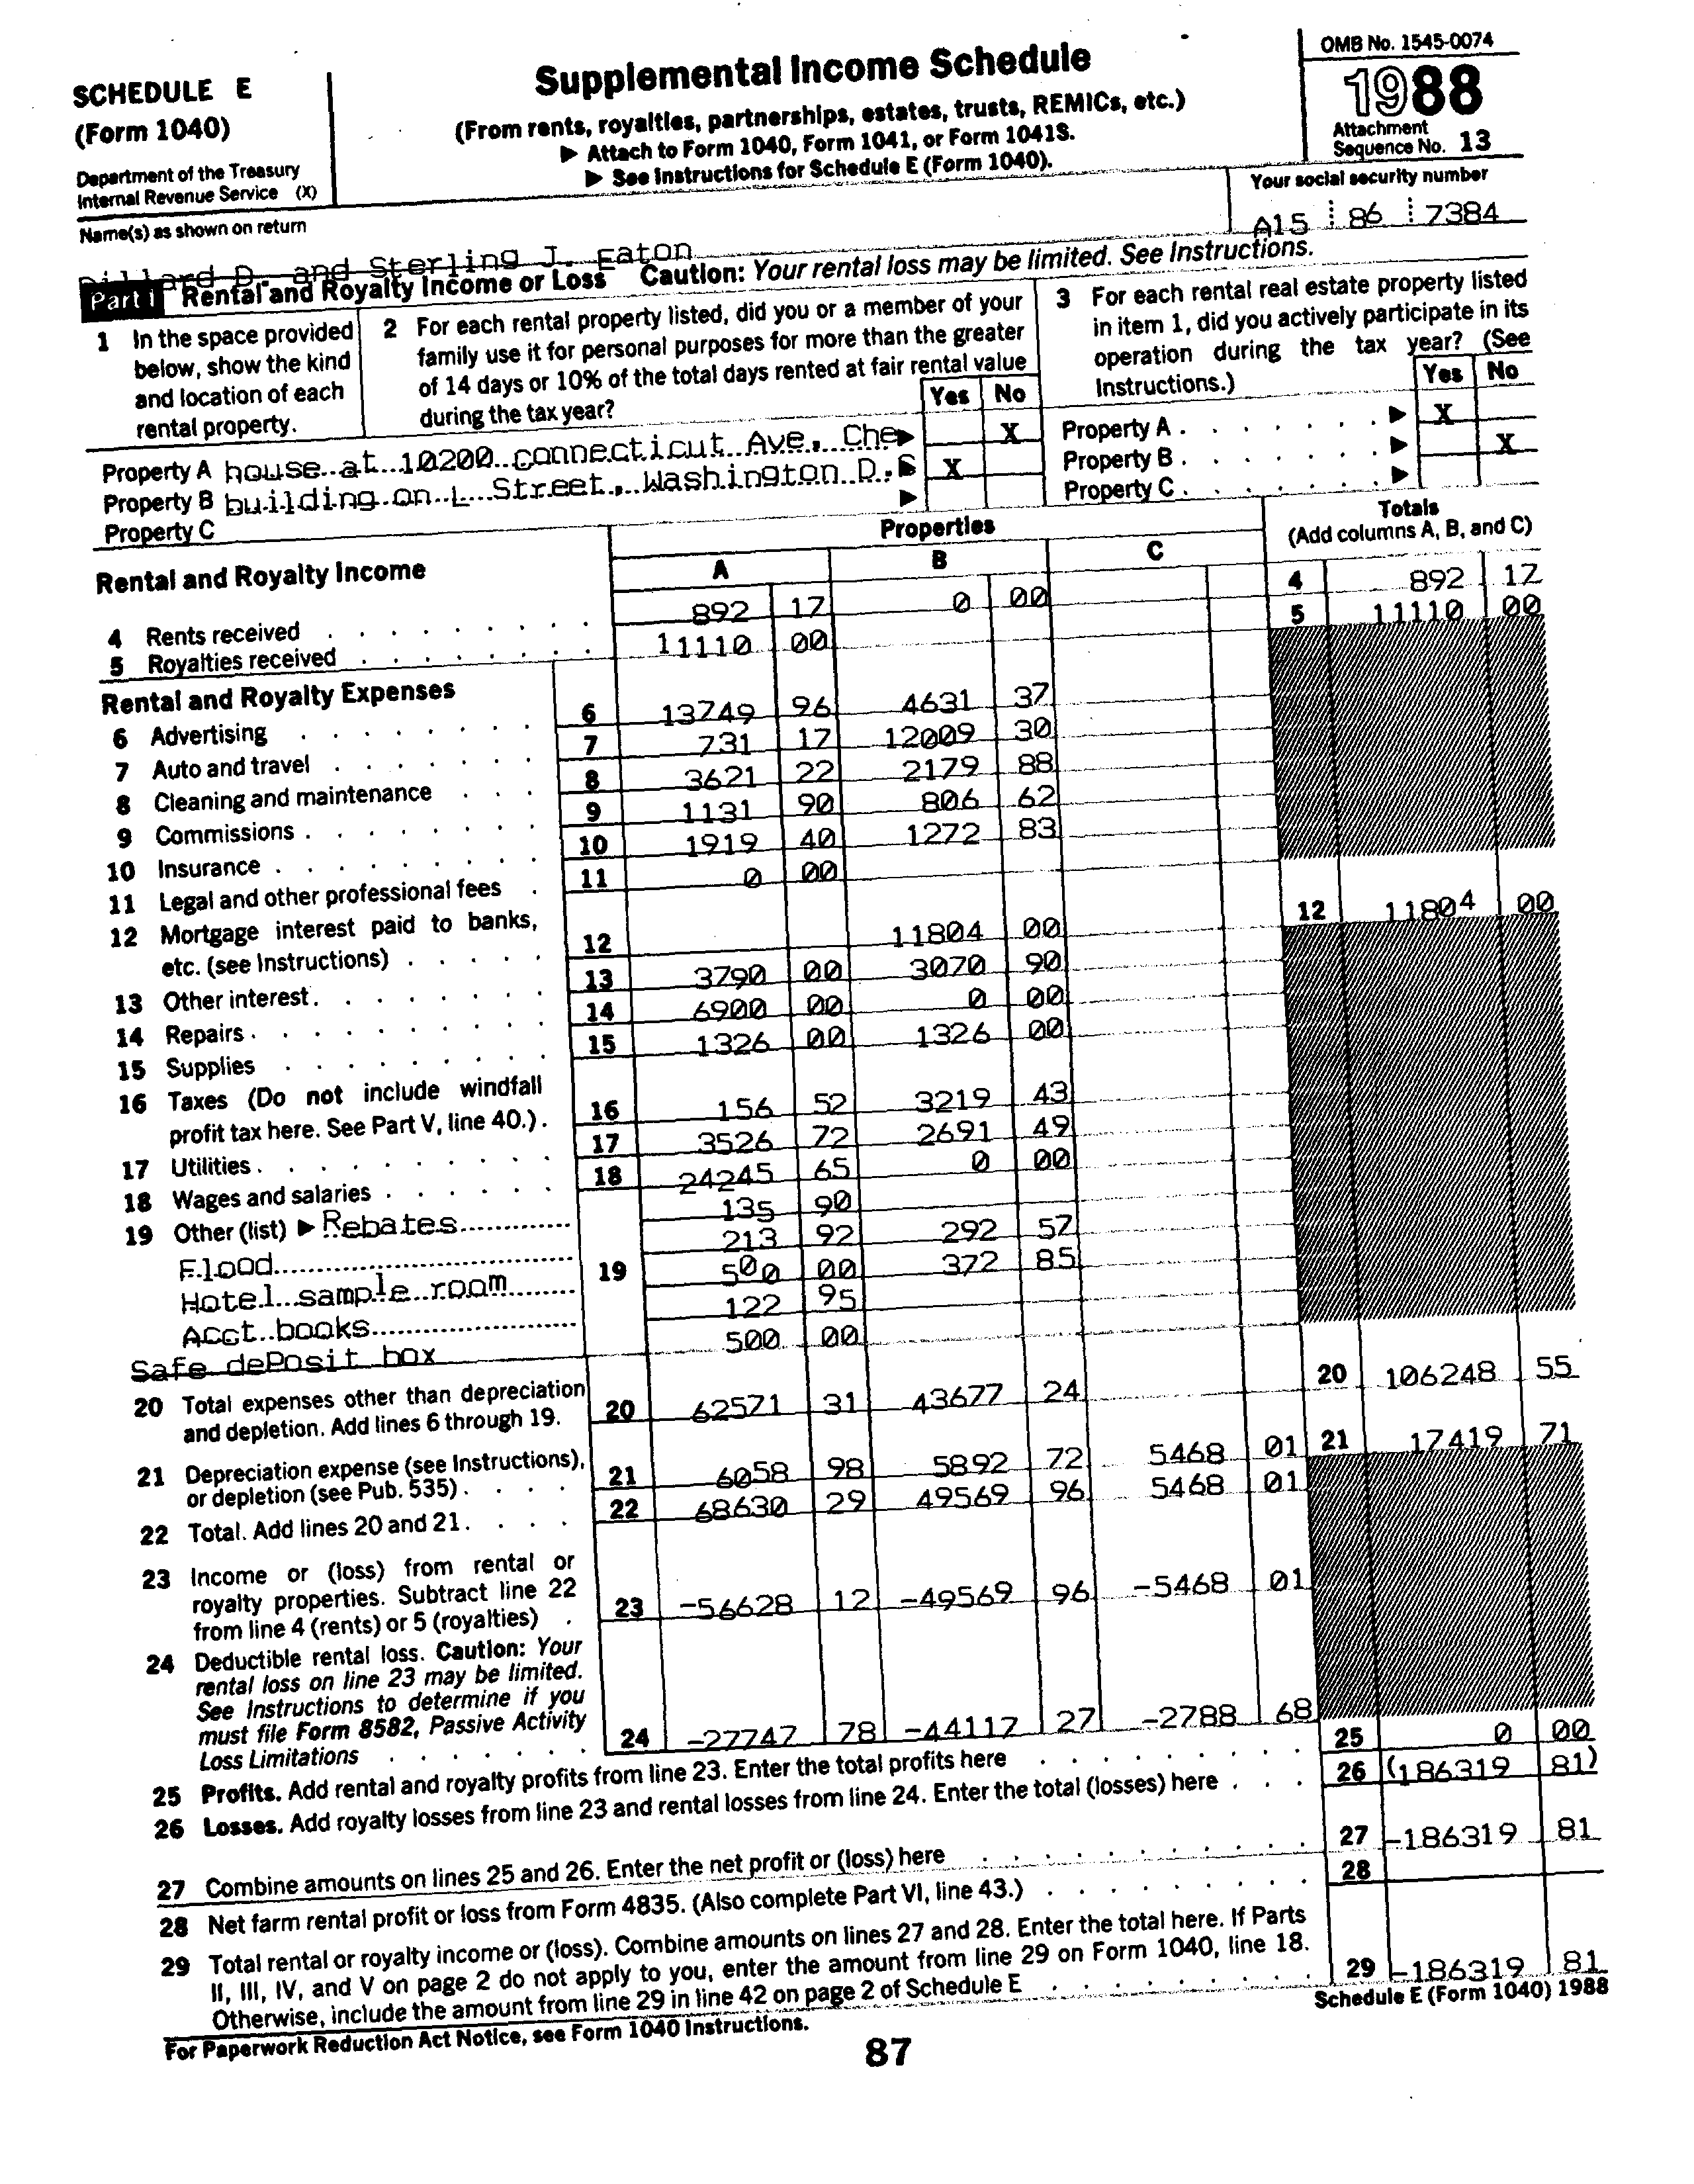 SCHEDULE E
(Form 1040)
Department of the Treasury
Internal Revenue Service (X)
Supplemental Income Schedule
(From rents, royalties, partnerships, estates, trusts, REMICs, etc.)
▶ Attach to Form 1040, Form 1041, or Form 1041S.
▶ See Instructions for Schedule E (Form 1040).
OMB No. 1545-0074
1988
Attachment
Sequence No. 13
Name(s) as shown on return
Dillard D. and Sterling J. Eaton
Your social security number
A15 86 7384
Part I Rental and Royalty Income or Loss Caution: Your rental loss may be limited. See Instructions.
1 In the space provided
below, show the kind
and location of each
rental property.
2 For each rental property listed, did you or a member of your
family use it for personal purposes for more than the greater
of 14 days or 10% of the total days rented at fair rental value
during the tax year?
Yes No
3 For each rental real estate property listed
in item 1, did you actively participate in its
operation during the tax year? (See
Instructions.)
Yes No
Property A house at 10200 Connecticut Ave., Che ▶ X Property A . . . . . . . ▶ X
Property B building on L Street, Washington D.C ▶ X Property B . . . . . . . ▶ X
Property C ▶ Property C . . . . . . . ▶
Rental and Royalty Income
Properties
A B C
Totals
(Add columns A, B, and C)
4 Rents received 892 17 0 00 4 892 17
5 Royalties received 11110 00 5 11110 00
Rental and Royalty Expenses
6 Advertising 6 13749 96 4631 37
7 Auto and travel 7 731 17 12009 30
8 Cleaning and maintenance 8 3621 22 2179 88
9 Commissions 9 1131 90 806 62
10 Insurance 10 1919 40 1272 83
11 Legal and other professional fees 11 0 00
12 Mortgage interest paid to banks,
etc. (see Instructions) 12 11804 00 12 11804 00
13 Other interest 13 3790 00 3070 90
14 Repairs 14 6900 00 0 00
15 Supplies 15 1326 00 1326 00
16 Taxes (Do not include windfall
profit tax here. See Part V, line 40.) 16 156 52 3219 43
17 Utilities 17 3526 72 2691 49
18 Wages and salaries 18 24245 65 0 00
19 Other (list) ▶ Rebates 135 90
Flood 213 92 292 57
Hotel sample room 19 500 00 372 85
Acct books 122 95
Safe dePosit box 500 00
20 Total expenses other than depreciation
and depletion. Add lines 6 through 19. 20 62571 31 43677 24 20 106248 55
21 Depreciation expense (see Instructions),
or depletion (see Pub. 535) 21 6058 98 5892 72 5468 01 21 17419 71
22 Total. Add lines 20 and 21 22 68630 29 49569 96 5468 01
23 Income or (loss) from rental or
royalty properties. Subtract line 22
from line 4 (rents) or 5 (royalties) 23 -56628 12 -49569 96 -5468 01
24 Deductible rental loss. Caution: Your
rental loss on line 23 may be limited.
See Instructions to determine if you
must file Form 8582, Passive Activity
Loss Limitations 24 -27747 78 -44117 27 -2788 68
25 Profits. Add rental and royalty profits from line 23. Enter the total profits here 25 0 00
26 Losses. Add royalty losses from line 23 and rental losses from line 24. Enter the total (losses) here 26 (186319 81)
27 Combine amounts on lines 25 and 26. Enter the net profit or (loss) here 27 -186319 81
28 Net farm rental profit or loss from Form 4835. (Also complete Part VI, line 43.) 28
29 Total rental or royalty income or (loss). Combine amounts on lines 27 and 28. Enter the total here. If Parts
II, III, IV, and V on page 2 do not apply to you, enter the amount from line 29 on Form 1040, line 18.
Otherwise, include the amount from line 29 in line 42 on page 2 of Schedule E 29 -186319 81
For Paperwork Reduction Act Notice, see Form 1040 Instructions.
Schedule E (Form 1040) 1988
87